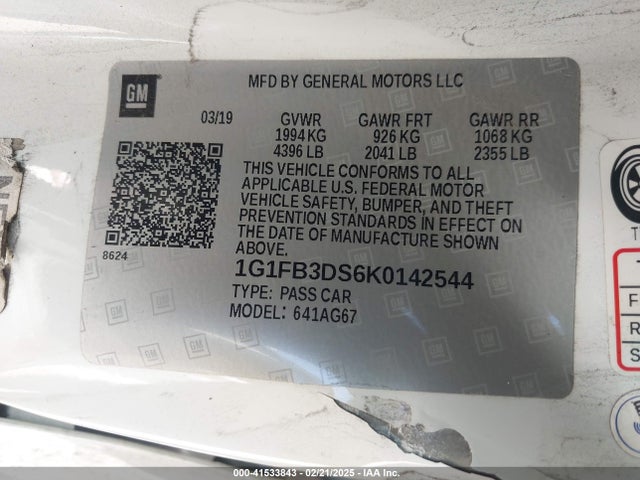 GM
MFD BY GENERAL MOTORS LLC
03/19 GVWR GAWR FRT GAWR RR
1994 KG 926 KG 1068 KG
4396 LB 2041 LB 2355 LB
THIS VEHICLE CONFORMS TO ALL
APPLICABLE U.S. FEDERAL MOTOR
VEHICLE SAFETY, BUMPER, AND THEFT
PREVENTION STANDARDS IN EFFECT ON
THE DATE OF MANUFACTURE SHOWN
ABOVE.
8624
1G1FB3DS6K0142544
TYPE: PASS CAR
MODEL: 641AG67
000-41533843 - 02/21/2025 - IAA Inc.